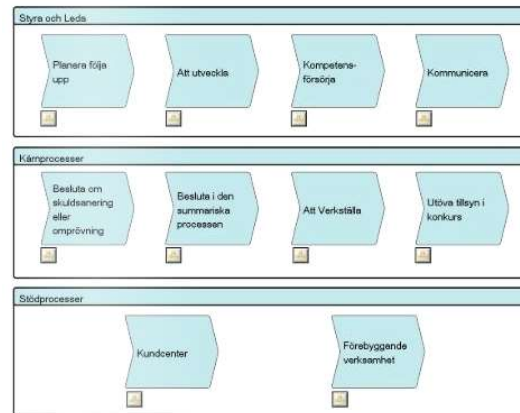 Styra och Leda
Planera följa
upp
Att utveckla
Kompetens-
försörja
Kommunicera
Kärnprocesser
Besluta om
skuldsanering
eller
omprövning
Besluta i den
summariska
processen
Att Verkställa
Utöva tillsyn i
konkurs
Stödprocesser
Kundcenter
Förebyggande
verksamhet